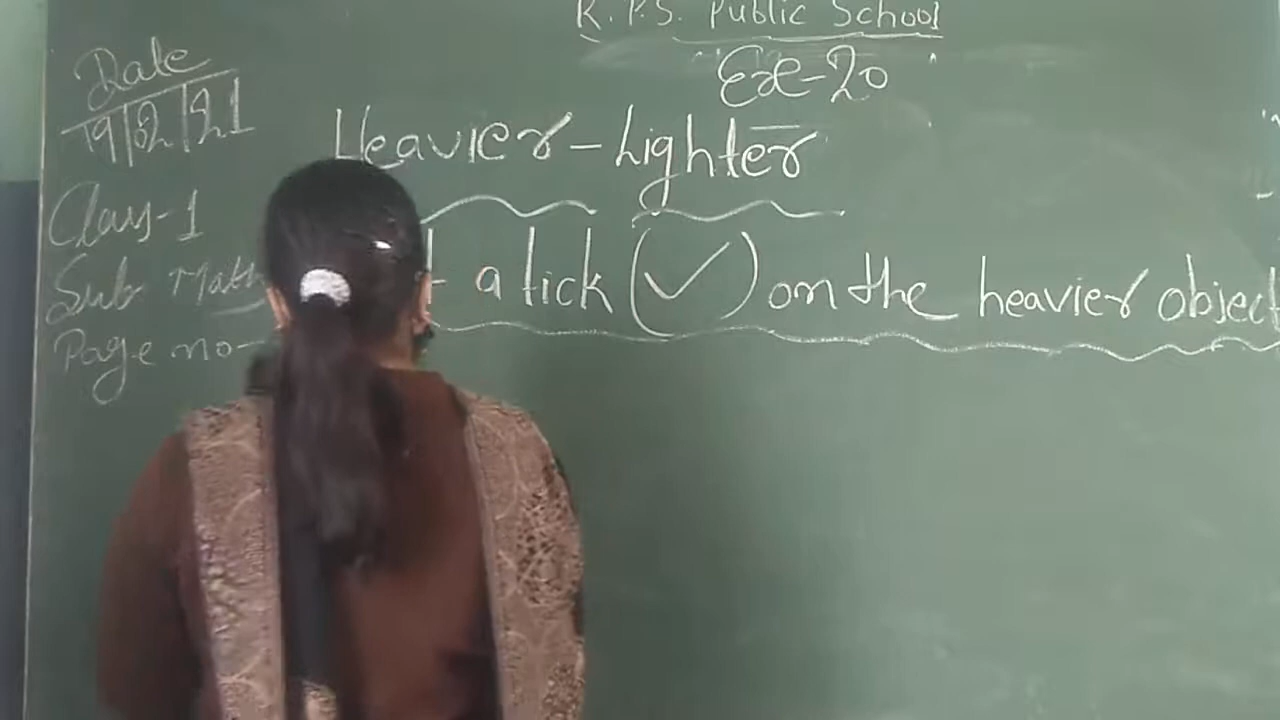 R.P.S. Public School
Ex-20
Date
19/02/21
Heavier-Lighter
Class-1
Sub Math
a tick (✓) on the heavier object
Page no-